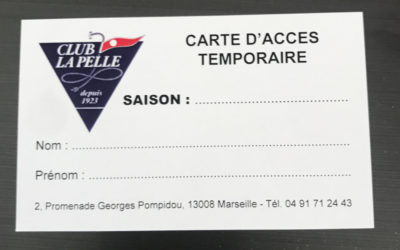 CLUB
LA PELLE
depuis
1923
CARTE D'ACCES
TEMPORAIRE
SAISON : ................................................
Nom : ................................................................
Prénom : ................................................................
2, Promenade Georges Pompidou, 13008 Marseille - Tél. 04 91 71 24 43